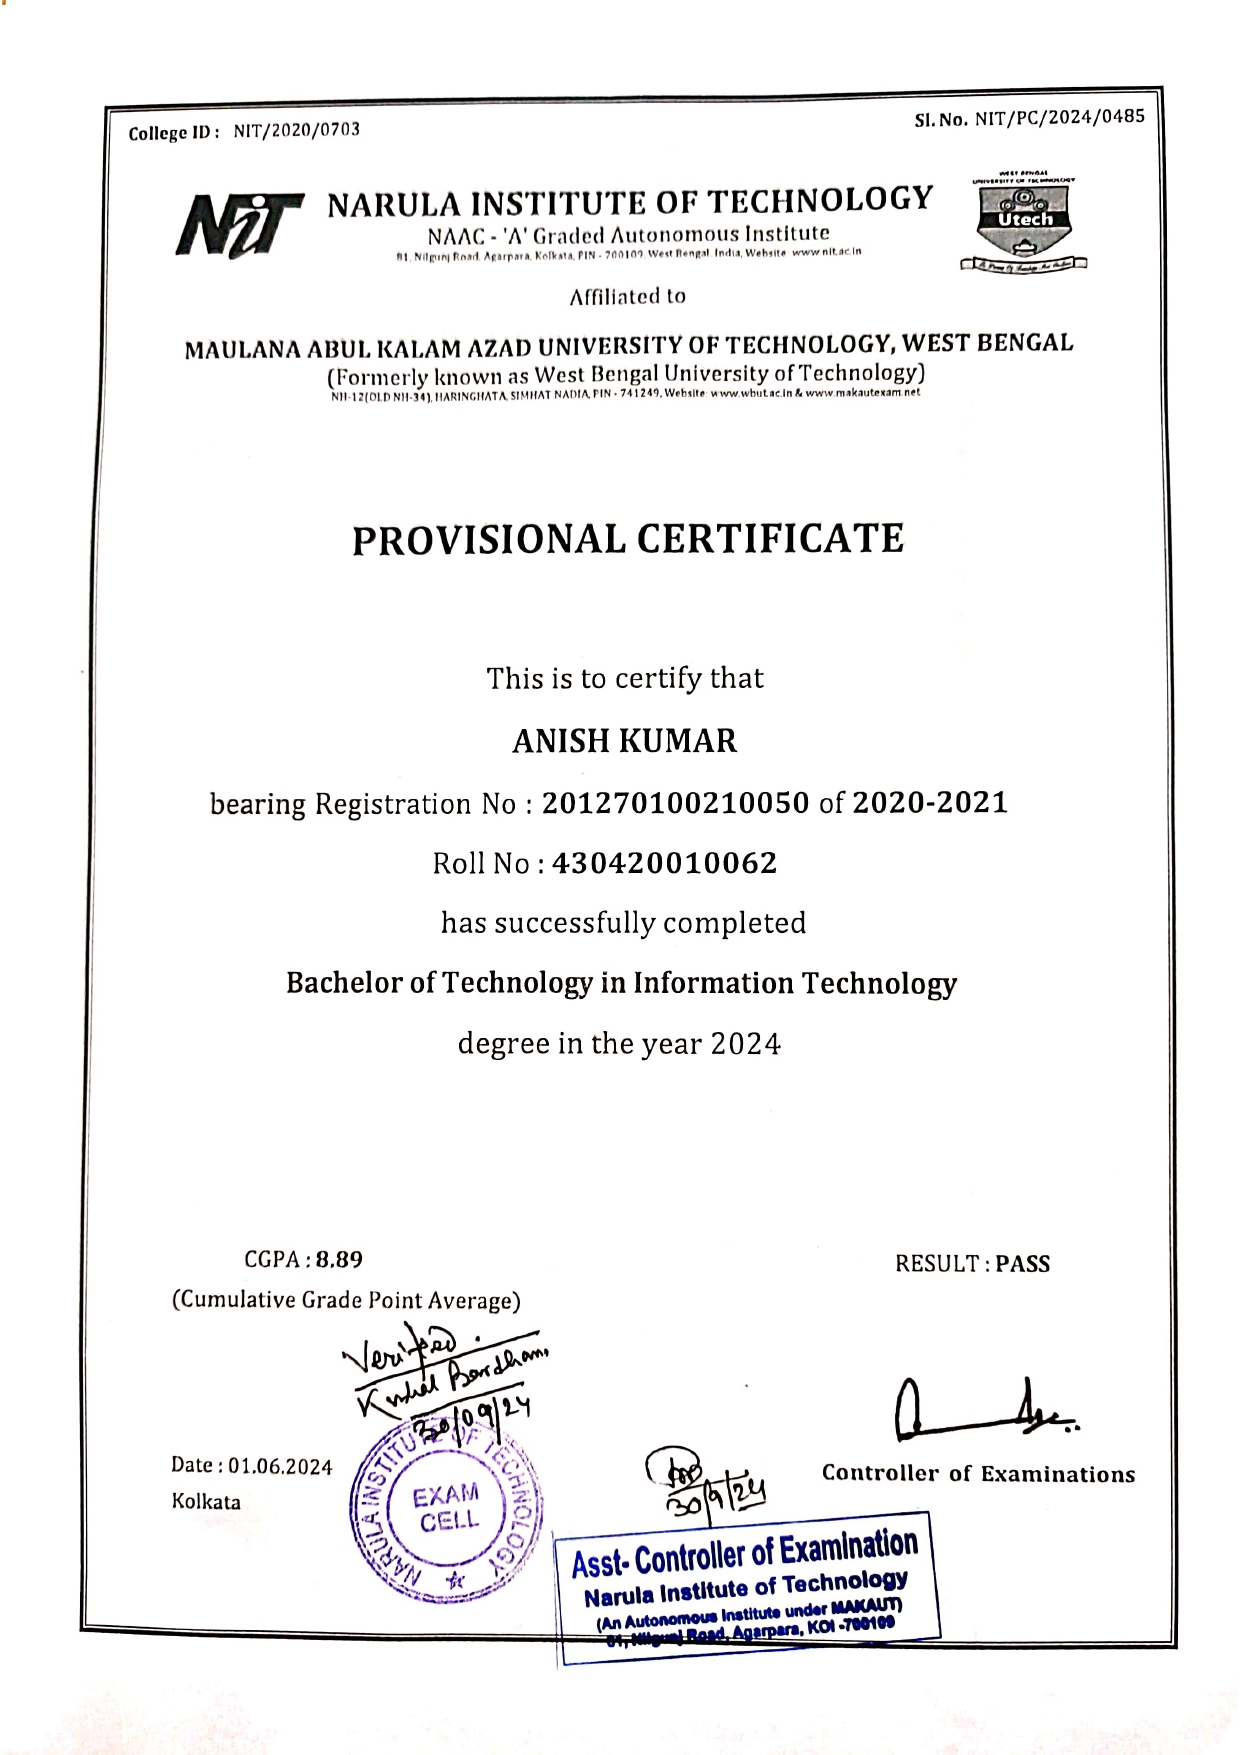 College ID : NIT/2020/0703
Sl. No. NIT/PC/2024/0485
NiT
NARULA INSTITUTE OF TECHNOLOGY
NAAC - 'A' Graded Autonomous Institute
81, Nilgunj Road, Agarpara, Kolkata, PIN - 700109, West Bengal, India, Website www.nit.ac.in
WEST BENGAL
UNIVERSITY OF TECHNOLOGY
Utech
Affiliated to
MAULANA ABUL KALAM AZAD UNIVERSITY OF TECHNOLOGY, WEST BENGAL
(Formerly known as West Bengal University of Technology)
NH-12(OLD NH-34), HARINGHATA, SIMHAT NADIA, PIN - 741249, Website: www.wbut.ac.in & www.makautexam.net
PROVISIONAL CERTIFICATE
This is to certify that
ANISH KUMAR
bearing Registration No : 201270100210050 of 2020-2021
Roll No : 430420010062
has successfully completed
Bachelor of Technology in Information Technology
degree in the year 2024
CGPA : 8.89
RESULT : PASS
(Cumulative Grade Point Average)
Verified.
30/09/24
Date : 01.06.2024
Kolkata
NARULA INSTITUTE OF TECHNOLOGY
EXAM
CELL
30/9/24
Controller of Examinations
Asst- Controller of Examination
Narula Institute of Technology
(An Autonomous Institute under MAKAUT)
81, Nilgunj Road, Agarpara, KOl -700109